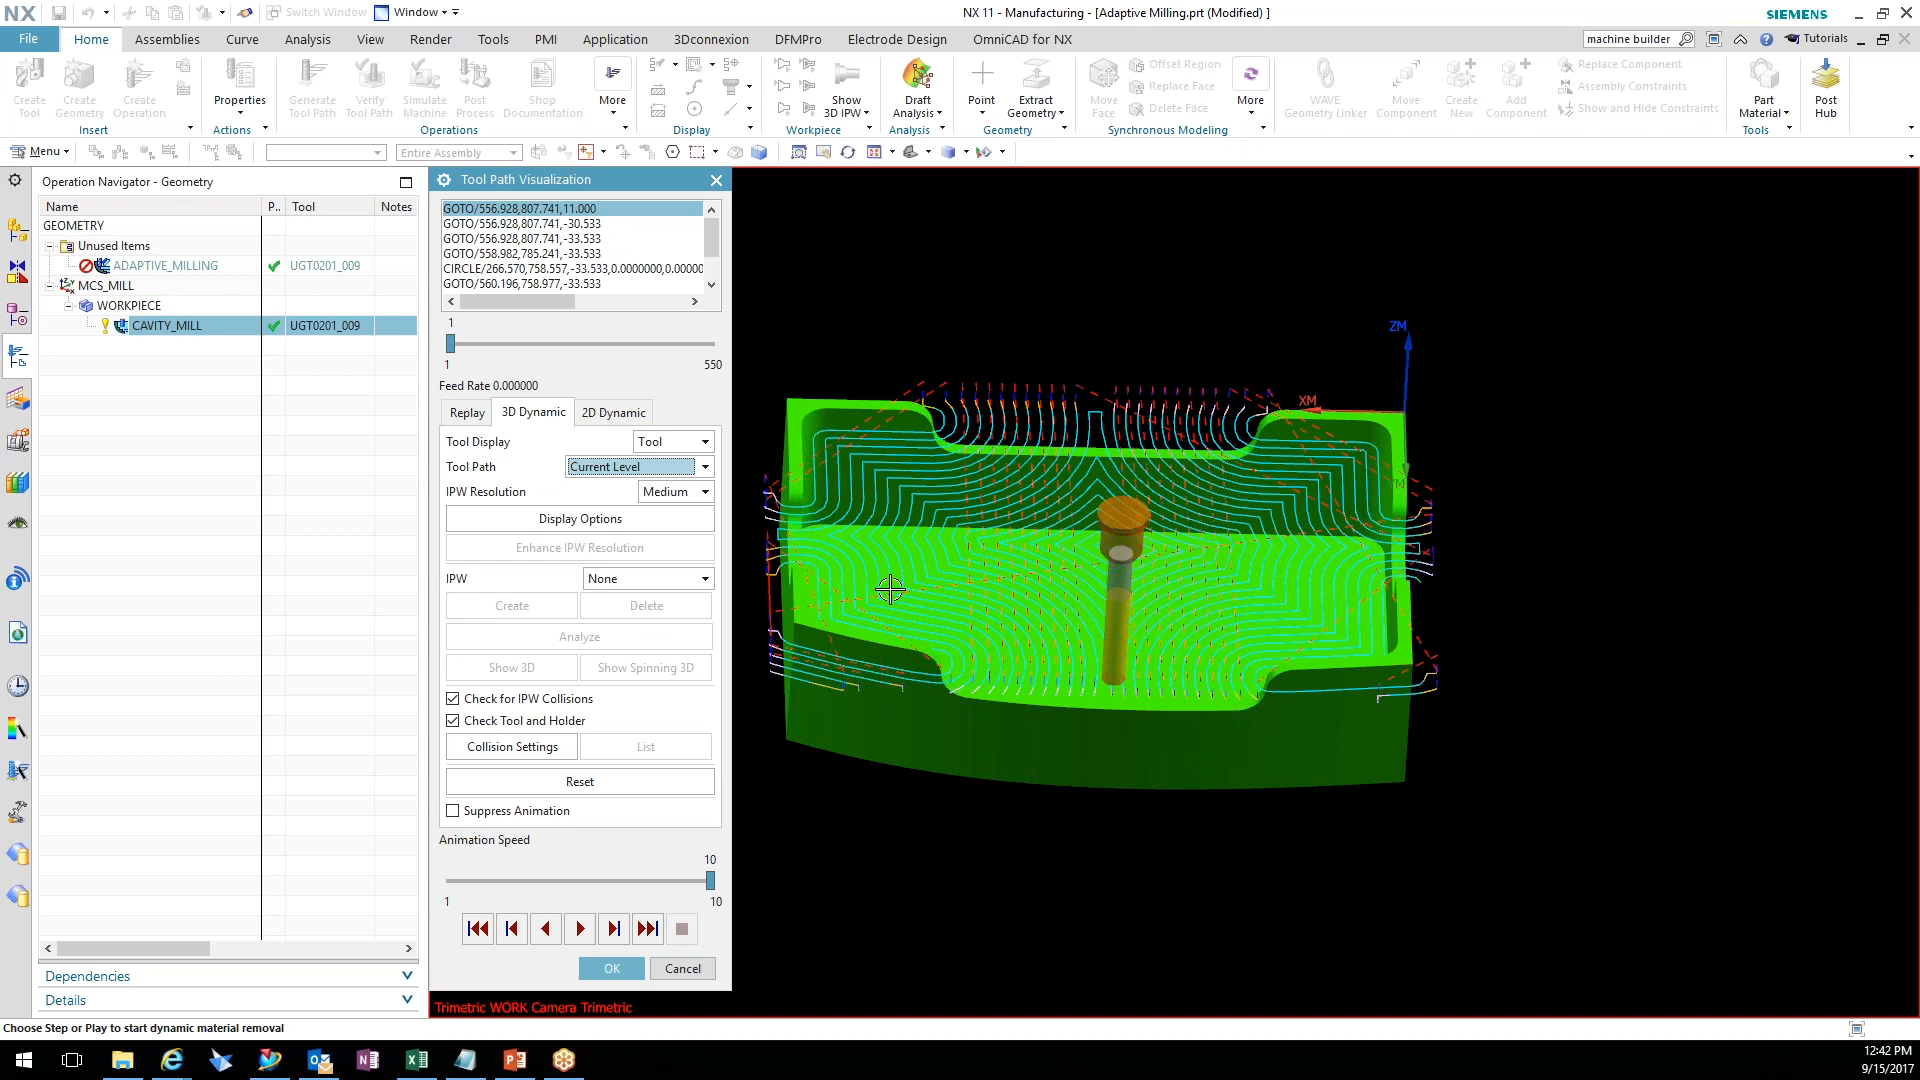 NX
Switch Window
Window
NX 11 - Manufacturing - [Adaptive Milling.prt (Modified) ]
SIEMENS
File
Home
Assemblies
Curve
Analysis
View
Render
Tools
PMI
Application
3Dconnexion
DFMPro
Electrode Design
OmniCAD for NX
machine builder
Tutorials
Create Tool
Create Geometry
Create Operation
Insert
Properties
Actions
Generate Tool Path
Verify Tool Path
Simulate Machine
Post Process
Shop Documentation
More
Operations
Display
Show 3D IPW
Workpiece
Draft Analysis
Analysis
Point
Extract Geometry
Geometry
Move Face
Offset Region
Replace Face
Delete Face
More
Synchronous Modeling
WAVE Geometry Linker
Move Component
Create New
Add Component
Replace Component
Assembly Constraints
Show and Hide Constraints
Part Material
Tools
Post Hub
Menu
Entire Assembly
Operation Navigator - Geometry
Name
P..
Tool
Notes
GEOMETRY
Unused Items
ADAPTIVE_MILLING
UGT0201_009
MCS_MILL
WORKPIECE
CAVITY_MILL
UGT0201_009
Dependencies
Details
Tool Path Visualization
GOTO/556.928,807.741,11.000
GOTO/556.928,807.741,-30.533
GOTO/556.928,807.741,-33.533
GOTO/558.982,785.241,-33.533
CIRCLE/266.570,758.557,-33.533,0.0000000,0.00000
GOTO/560.196,758.977,-33.533
1
1
550
Feed Rate 0.000000
Replay
3D Dynamic
2D Dynamic
Tool Display
Tool
Tool Path
Current Level
IPW Resolution
Medium
Display Options
Enhance IPW Resolution
IPW
None
Create
Delete
Analyze
Show 3D
Show Spinning 3D
Check for IPW Collisions
Check Tool and Holder
Collision Settings
List
Reset
Suppress Animation
Animation Speed
10
1
10
OK
Cancel
ZM
XM
YM
Trimetric WORK Camera Trimetric
Choose Step or Play to start dynamic material removal
12:42 PM
9/15/2017